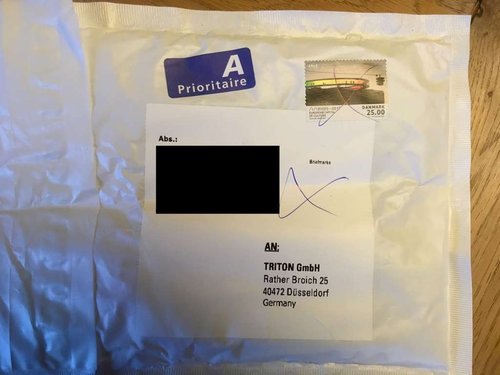 A
Prioritaire
DANMARK
25.00
Abs.:
Briefmarke
AN:
TRITON GmbH
Rather Broich 25
40472 Düsseldorf
Germany